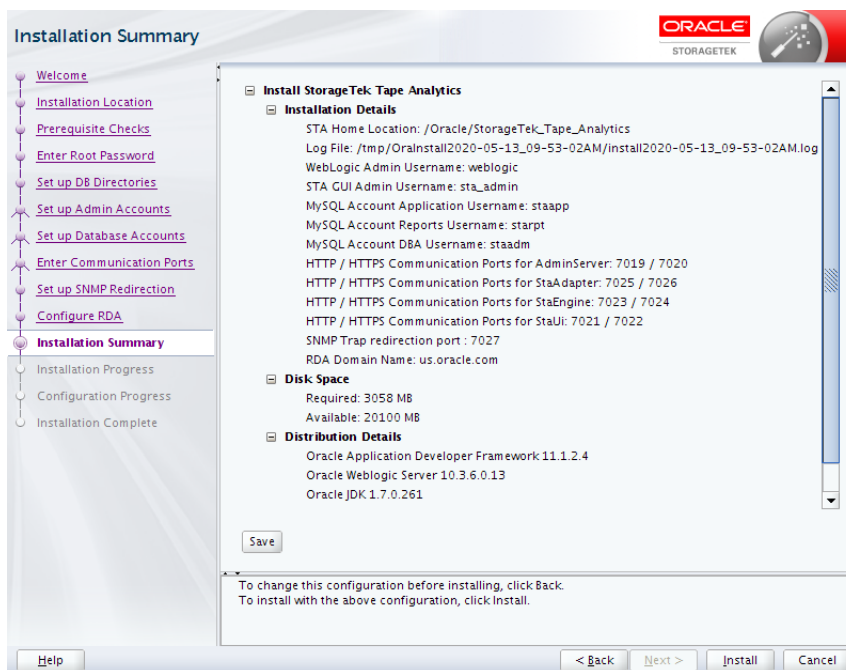 Installation Summary
ORACLE
STORAGETEK
Welcome
Installation Location
Prerequisite Checks
Enter Root Password
Set up DB Directories
Set up Admin Accounts
Set up Database Accounts
Enter Communication Ports
Set up SNMP Redirection
Configure RDA
Installation Summary
Installation Progress
Configuration Progress
Installation Complete
Install StorageTek Tape Analytics
Installation Details
STA Home Location: /Oracle/StorageTek_Tape_Analytics
Log File: /tmp/OraInstall2020-05-13_09-53-02AM/install2020-05-13_09-53-02AM.log
WebLogic Admin Username: weblogic
STA GUI Admin Username: sta_admin
MySQL Account Application Username: staapp
MySQL Account Reports Username: starpt
MySQL Account DBA Username: staadm
HTTP / HTTPS Communication Ports for AdminServer: 7019 / 7020
HTTP / HTTPS Communication Ports for StaAdapter: 7025 / 7026
HTTP / HTTPS Communication Ports for StaEngine: 7023 / 7024
HTTP / HTTPS Communication Ports for StaUi: 7021 / 7022
SNMP Trap redirection port : 7027
RDA Domain Name: us.oracle.com
Disk Space
Required: 3058 MB
Available: 20100 MB
Distribution Details
Oracle Application Developer Framework 11.1.2.4
Oracle Weblogic Server 10.3.6.0.13
Oracle JDK 1.7.0.261
Save
To change this configuration before installing, click Back.
To install with the above configuration, click Install.
Help
< Back
Next >
Install
Cancel